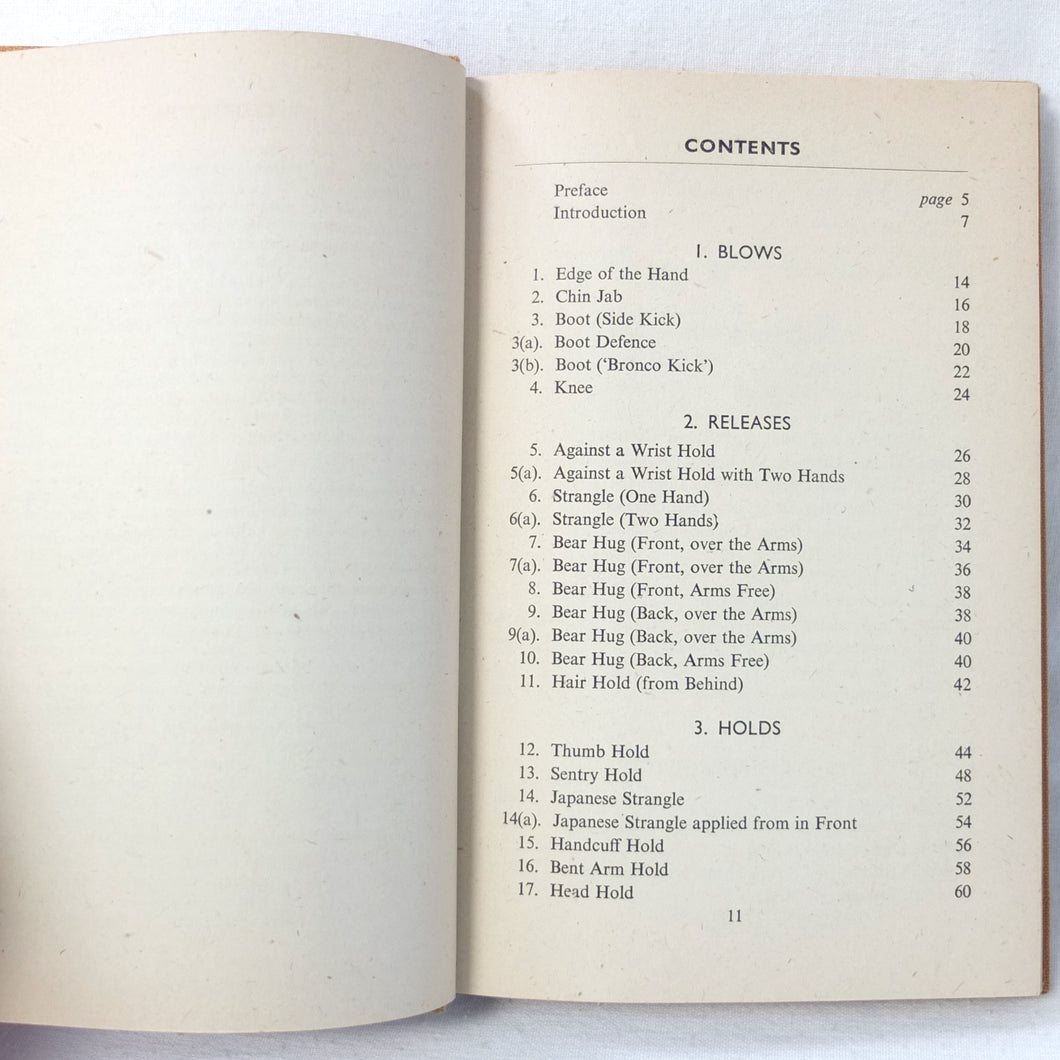 CONTENTS
Preface page 5
Introduction 7
1. BLOWS
1. Edge of the Hand 14
2. Chin Jab 16
3. Boot (Side Kick) 18
3(a). Boot Defence 20
3(b). Boot (‘Bronco Kick’) 22
4. Knee 24
2. RELEASES
5. Against a Wrist Hold 26
5(a). Against a Wrist Hold with Two Hands 28
6. Strangle (One Hand) 30
6(a). Strangle (Two Hands) 32
7. Bear Hug (Front, over the Arms) 34
7(a). Bear Hug (Front, over the Arms) 36
8. Bear Hug (Front, Arms Free) 38
9. Bear Hug (Back, over the Arms) 38
9(a). Bear Hug (Back, over the Arms) 40
10. Bear Hug (Back, Arms Free) 40
11. Hair Hold (from Behind) 42
3. HOLDS
12. Thumb Hold 44
13. Sentry Hold 48
14. Japanese Strangle 52
14(a). Japanese Strangle applied from in Front 54
15. Handcuff Hold 56
16. Bent Arm Hold 58
17. Head Hold 60
11